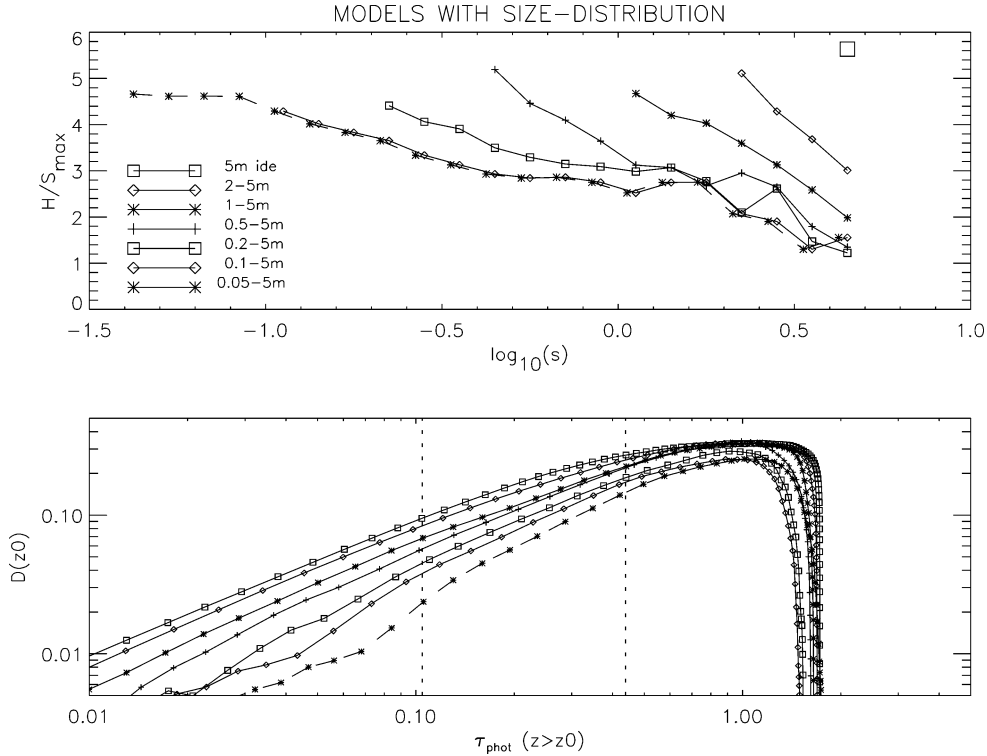 MODELS WITH SIZE-DISTRIBUTION
6
5
4
3
2
1
0
H/Smax
5m ide
2-5m
1-5m
0.5-5m
0.2-5m
0.1-5m
0.05-5m
-1.5 -1.0 -0.5 0.0 0.5 1.0
log10(s)
0.10
0.01
D(z0)
0.01 0.10 1.00
τphot (z>z0)